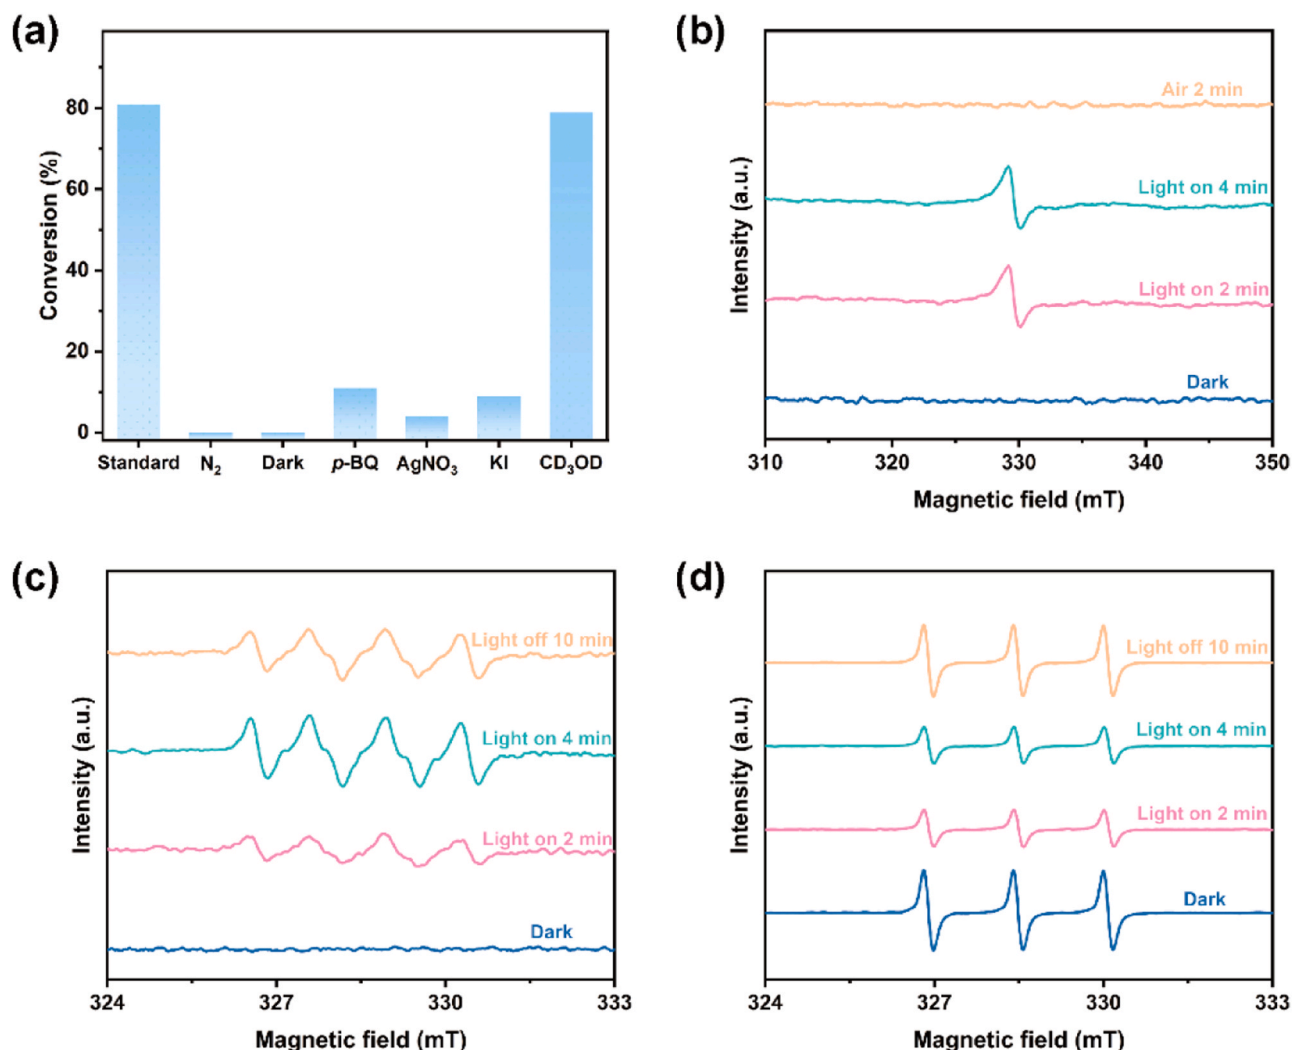 (a)
Conversion (%)
80
60
40
20
0
Standard N₂ Dark p-BQ AgNO₃ KI CD₃OD
(b)
Intensity (a.u.)
Air 2 min
Light on 4 min
Light on 2 min
Dark
310 320 330 340 350
Magnetic field (mT)
(c)
Intensity (a.u.)
Light off 10 min
Light on 4 min
Light on 2 min
Dark
324 327 330 333
Magnetic field (mT)
(d)
Intensity (a.u.)
Light off 10 min
Light on 4 min
Light on 2 min
Dark
324 327 330 333
Magnetic field (mT)